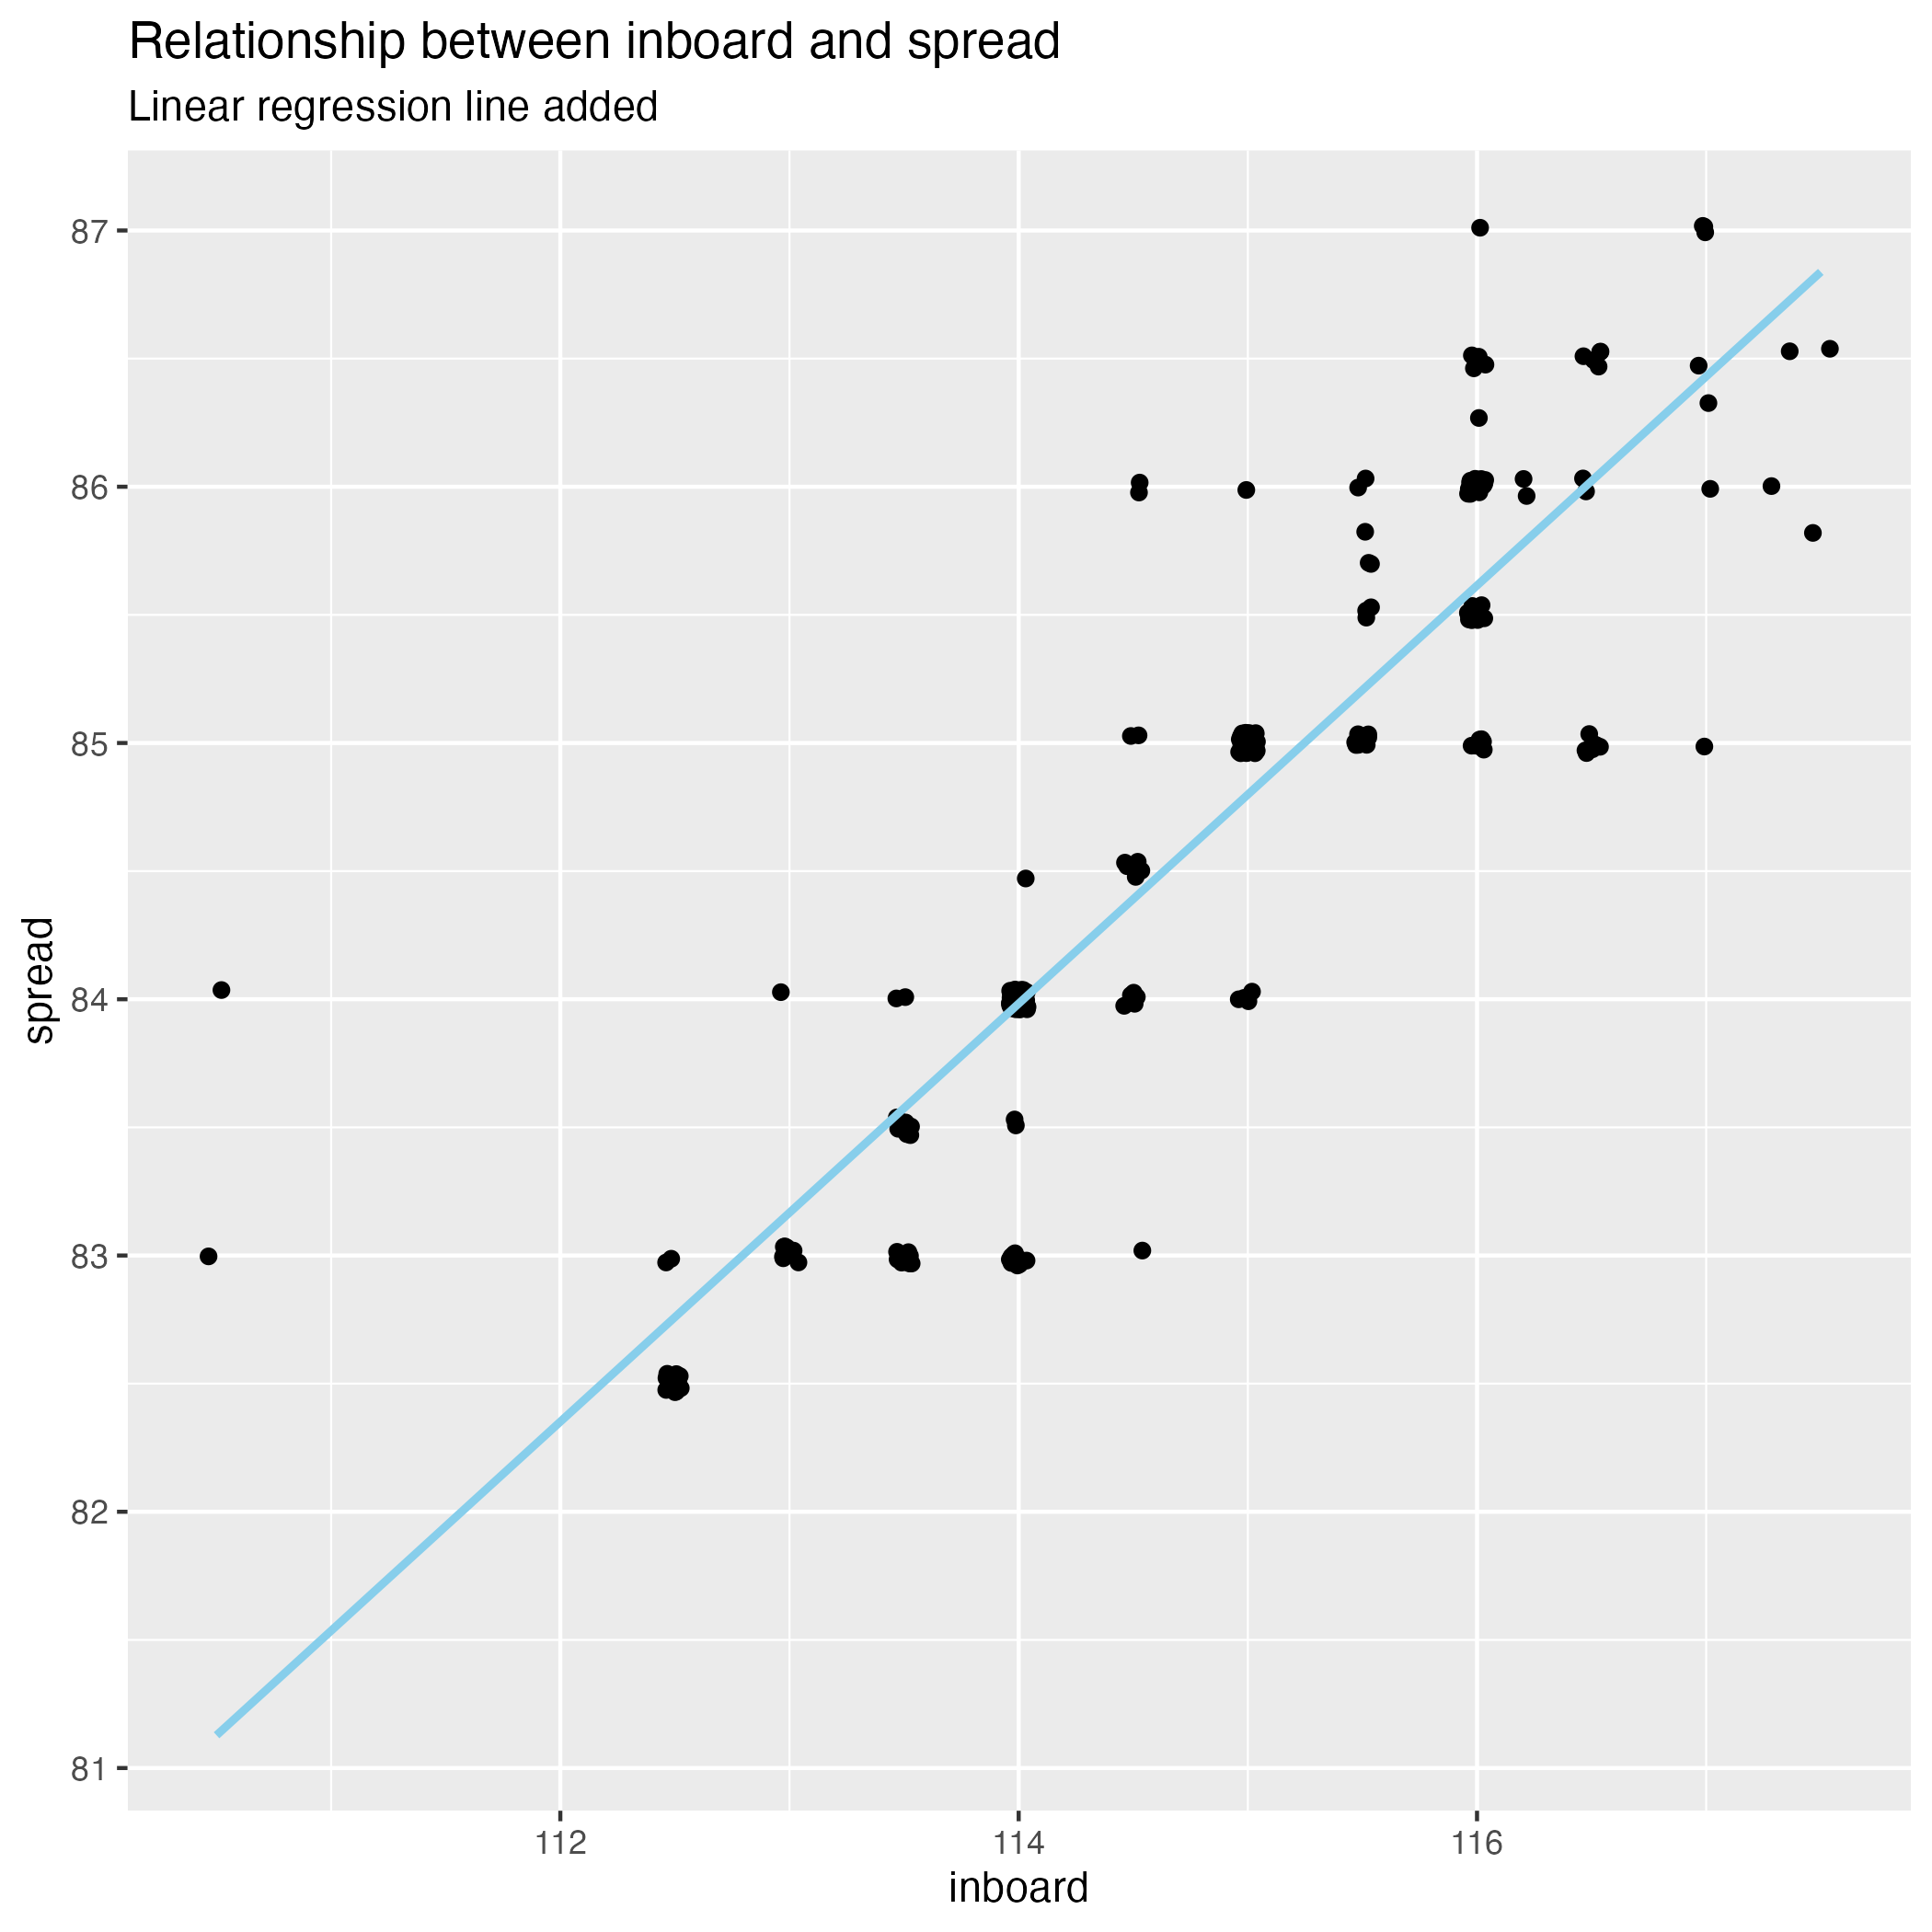 Relationship between inboard and spread
Linear regression line added
87
86
85
84
83
82
81
spread
112 114 116
inboard